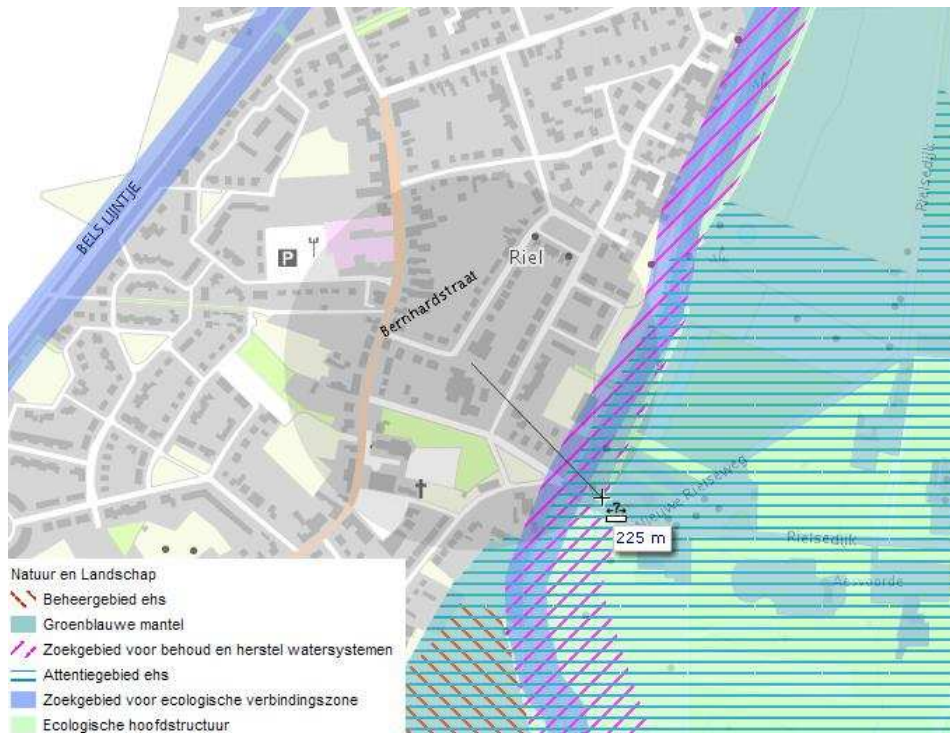 Rielsedijk
BELS LIJNTJE
P
Riel
Bernhardstraat
Nieuwe Rielseweg
225 m
Rielsedijk
Natuur en Landschap
Beheergebied ehs
Groenblauwe mantel
Zoekgebied voor behoud en herstel watersystemen
Attentiegebied ehs
Zoekgebied voor ecologische verbindingszone
Ecologische hoofdstructuur